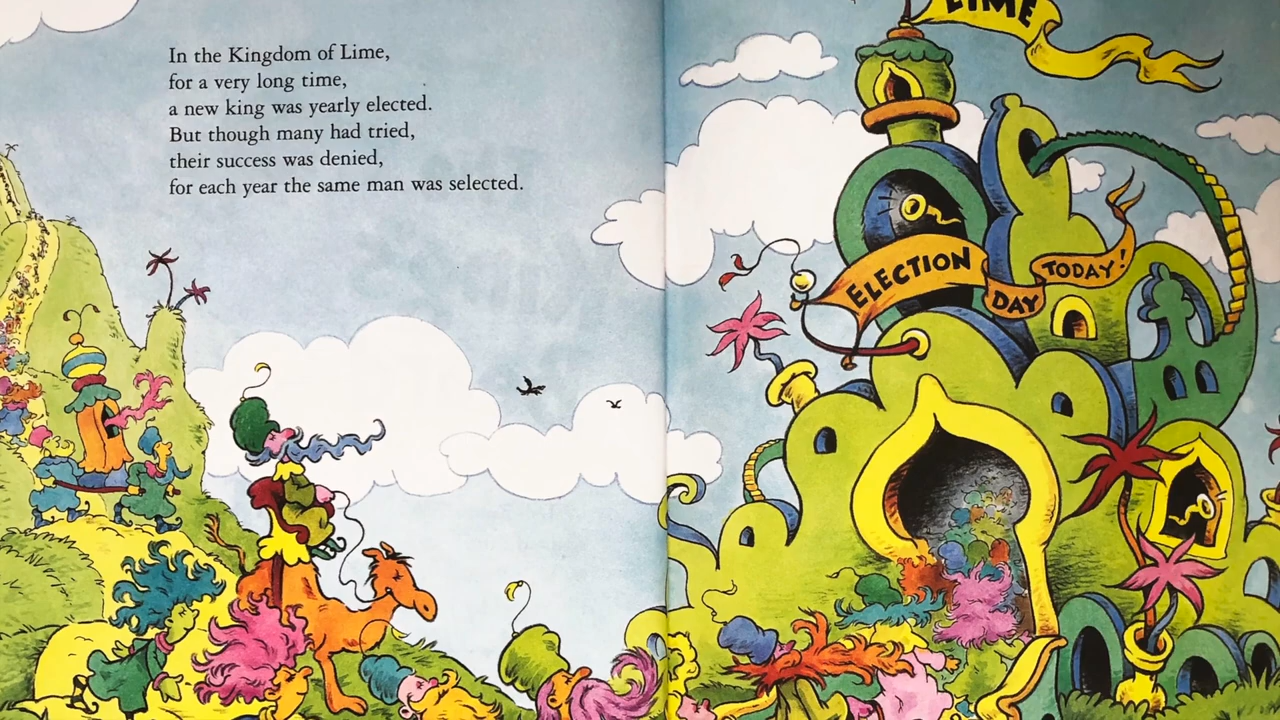 In the Kingdom of Lime,
for a very long time,
a new king was yearly elected.
But though many had tried,
their success was denied,
for each year the same man was selected.
LIME
ELECTION
DAY
TODAY!